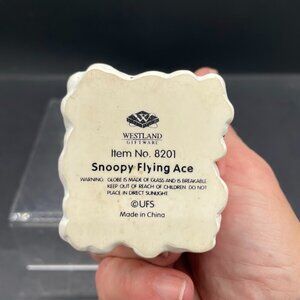 WESTLAND
GIFTWARE
Item No. 8201
Snoopy Flying Ace
WARNING: GLOBE IS MADE OF GLASS AND IS BREAKABLE
KEEP OUT OF REACH OF CHILDREN DO NOT
PLACE IN DIRECT SUNLIGHT.
©UFS
Made in China